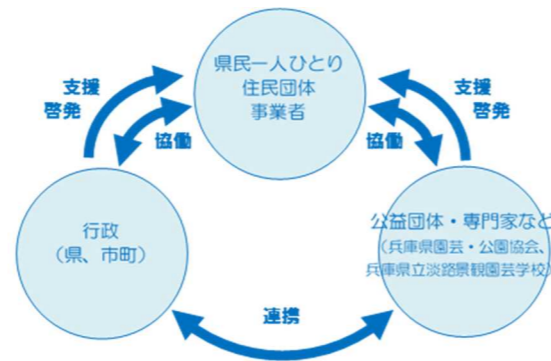 県民一人ひとり
住民団体
事業者
支援
啓発
協働
支援
啓発
協働
行政
(県、市町)
公益団体・専門家など
(兵庫県園芸・公園協会、
兵庫県立淡路景観園芸学校)
連携